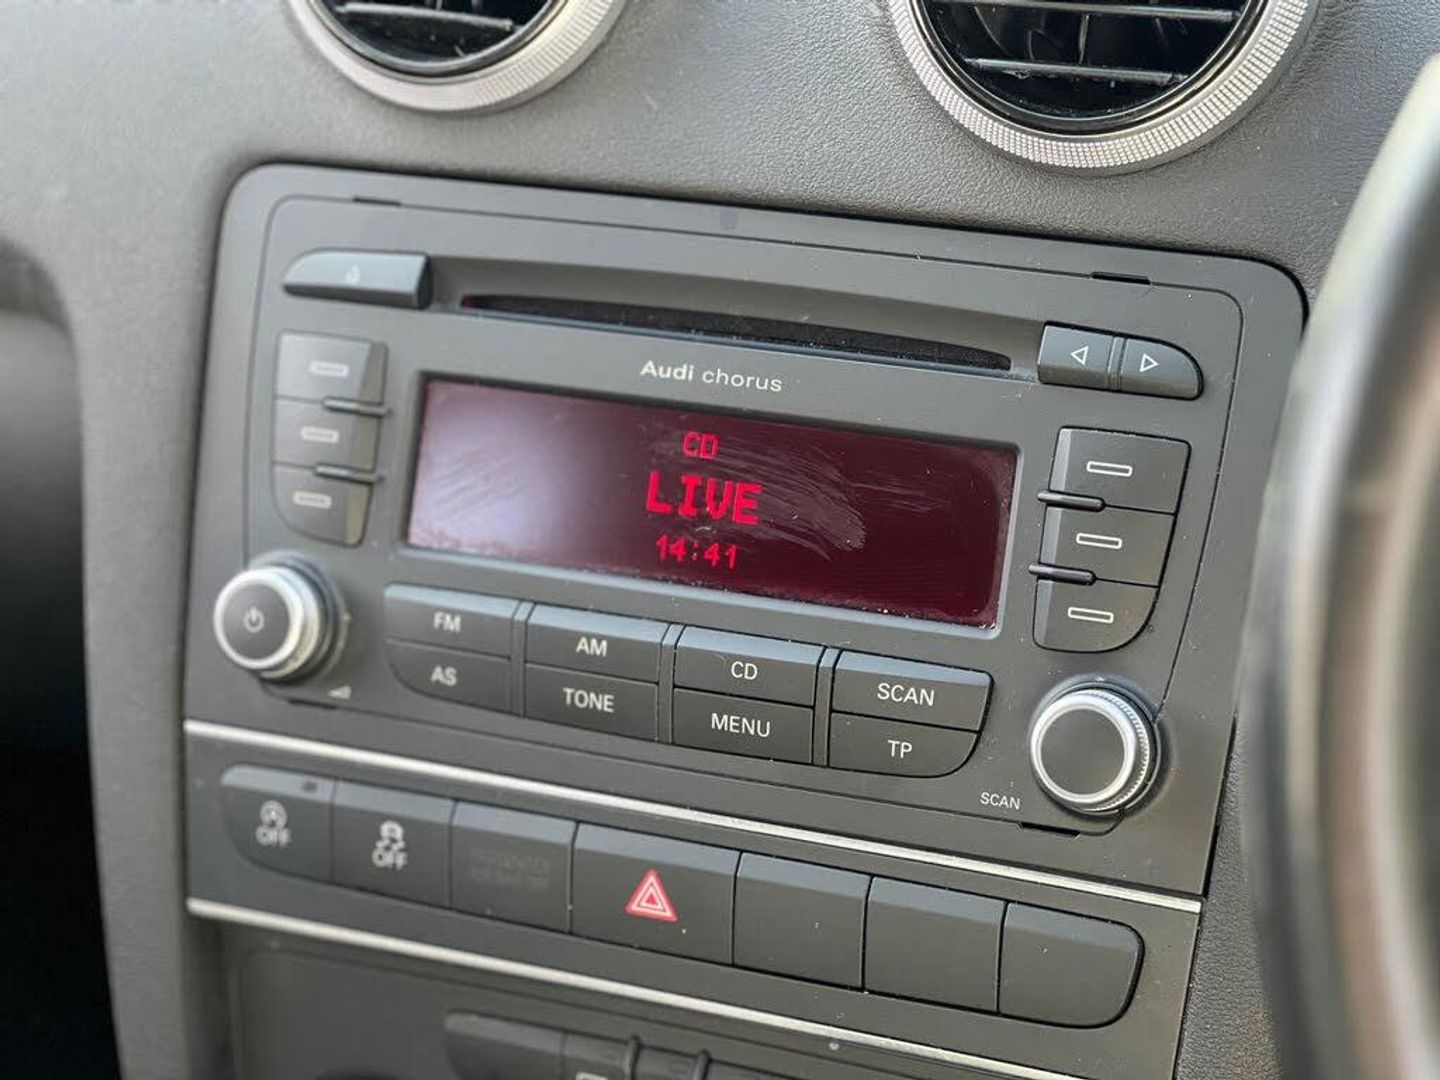 Audi chorus
CD
LIVE
14:41
FM
AM
CD
SCAN
AS
TONE
MENU
TP
SCAN
OFF
OFF